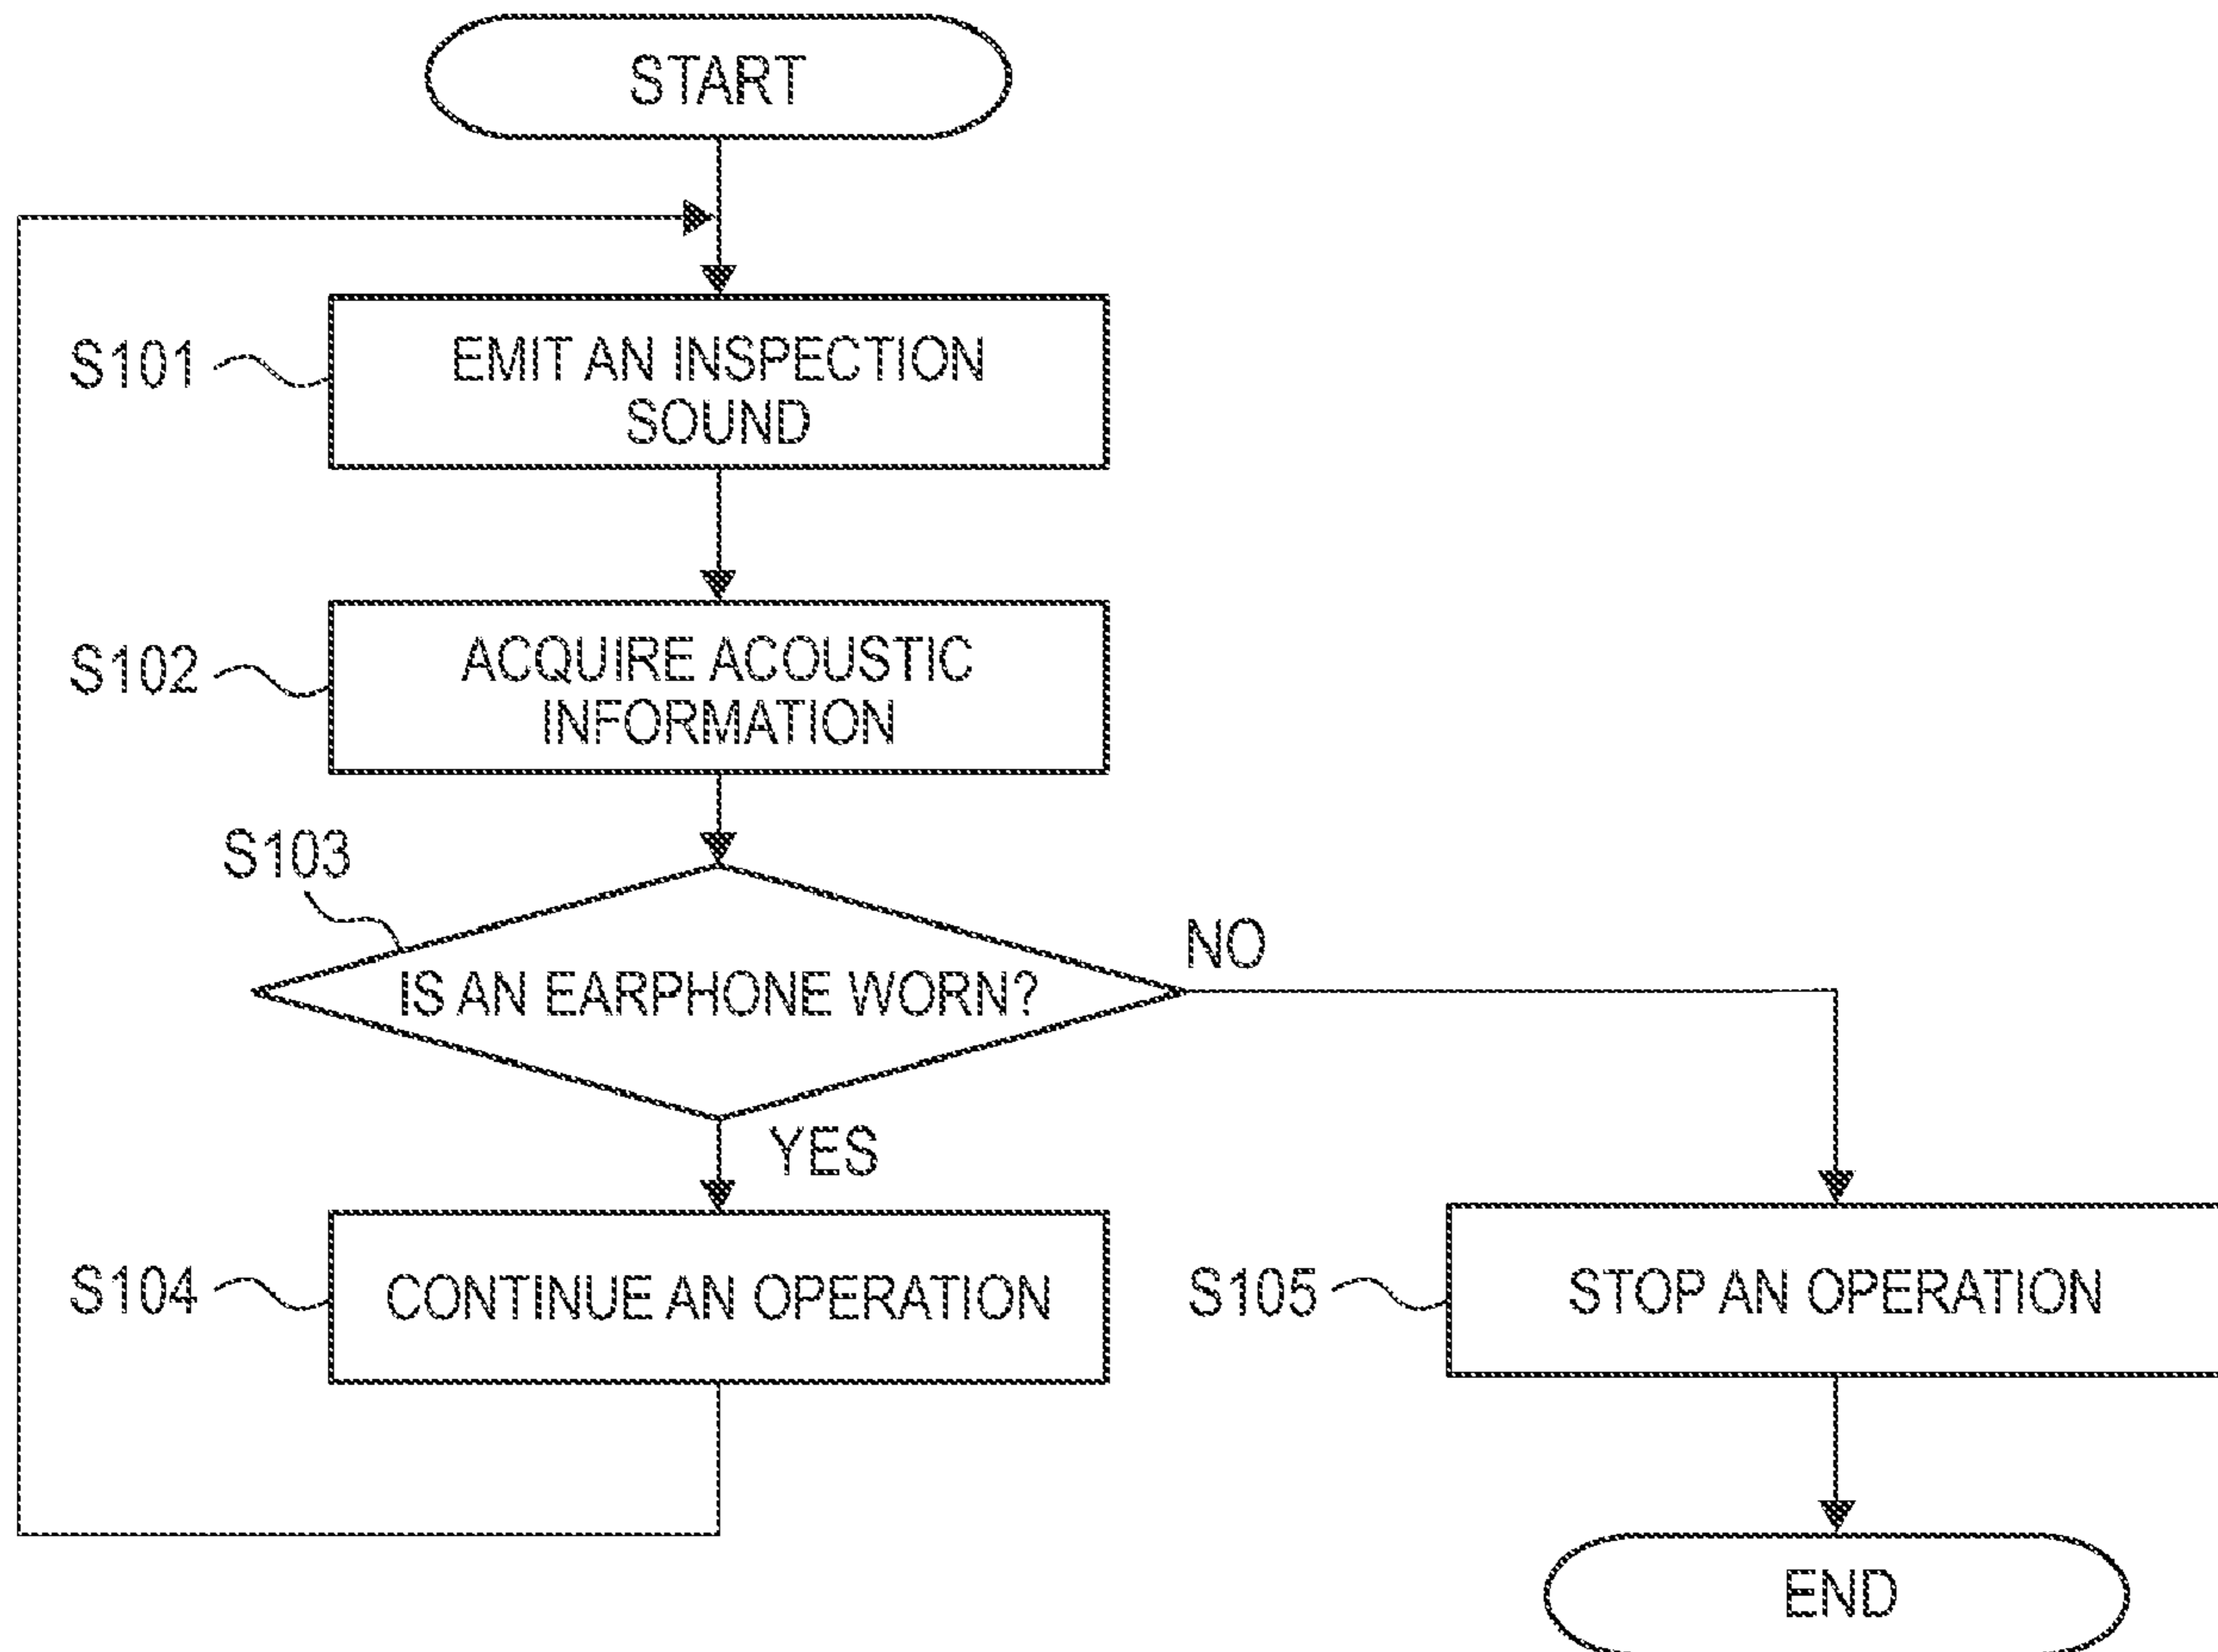 START
S101
EMIT AN INSPECTION
SOUND
S102
ACQUIRE ACOUSTIC
INFORMATION
S103
IS AN EARPHONE WORN?
NO
YES
S104
CONTINUE AN OPERATION
S105
STOP AN OPERATION
END